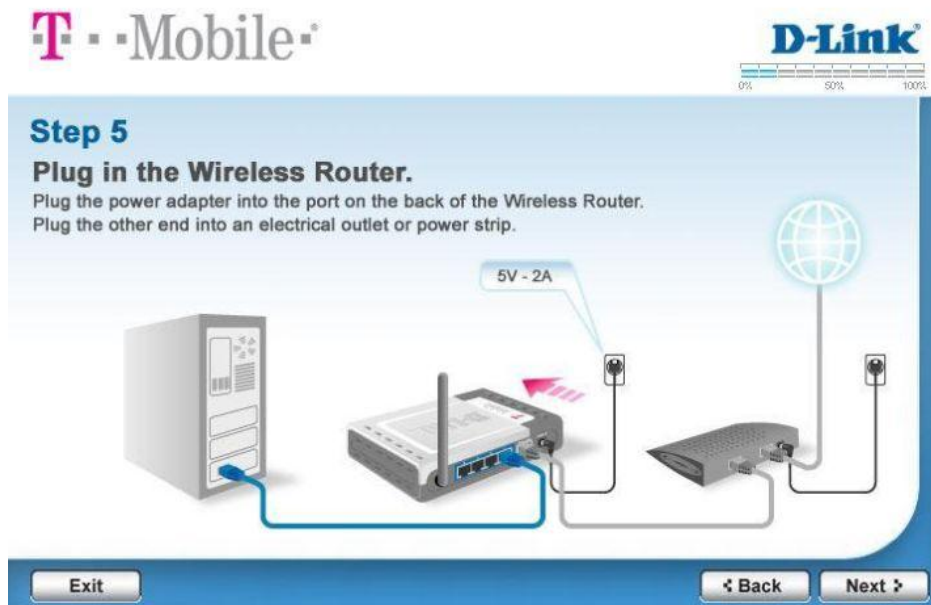 T··Mobile·
D-Link
0% 50% 100%
Step 5
Plug in the Wireless Router.
Plug the power adapter into the port on the back of the Wireless Router.
Plug the other end into an electrical outlet or power strip.
5V - 2A
Exit
Back
Next